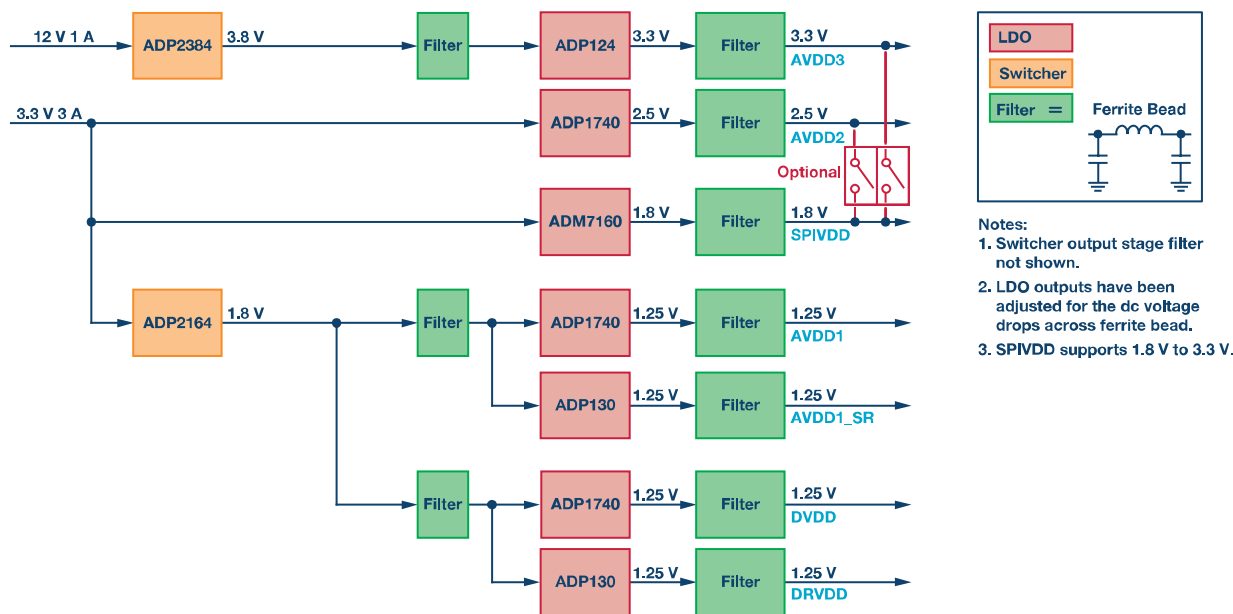 12 V 1 A
ADP2384
3.8 V
Filter
ADP124
3.3 V
Filter
3.3 V
AVDD3
3.3 V 3 A
ADP1740
2.5 V
Filter
2.5 V
AVDD2
Optional
ADM7160
1.8 V
Filter
1.8 V
SPIVDD
ADP2164
1.8 V
Filter
ADP1740
1.25 V
Filter
1.25 V
AVDD1
ADP130
1.25 V
Filter
1.25 V
AVDD1_SR
Filter
ADP1740
1.25 V
Filter
1.25 V
DVDD
ADP130
1.25 V
Filter
1.25 V
DRVDD
LDO
Switcher
Filter =
Ferrite Bead
Notes:
1. Switcher output stage filter
not shown.
2. LDO outputs have been
adjusted for the dc voltage
drops across ferrite bead.
3. SPIVDD supports 1.8 V to 3.3 V.